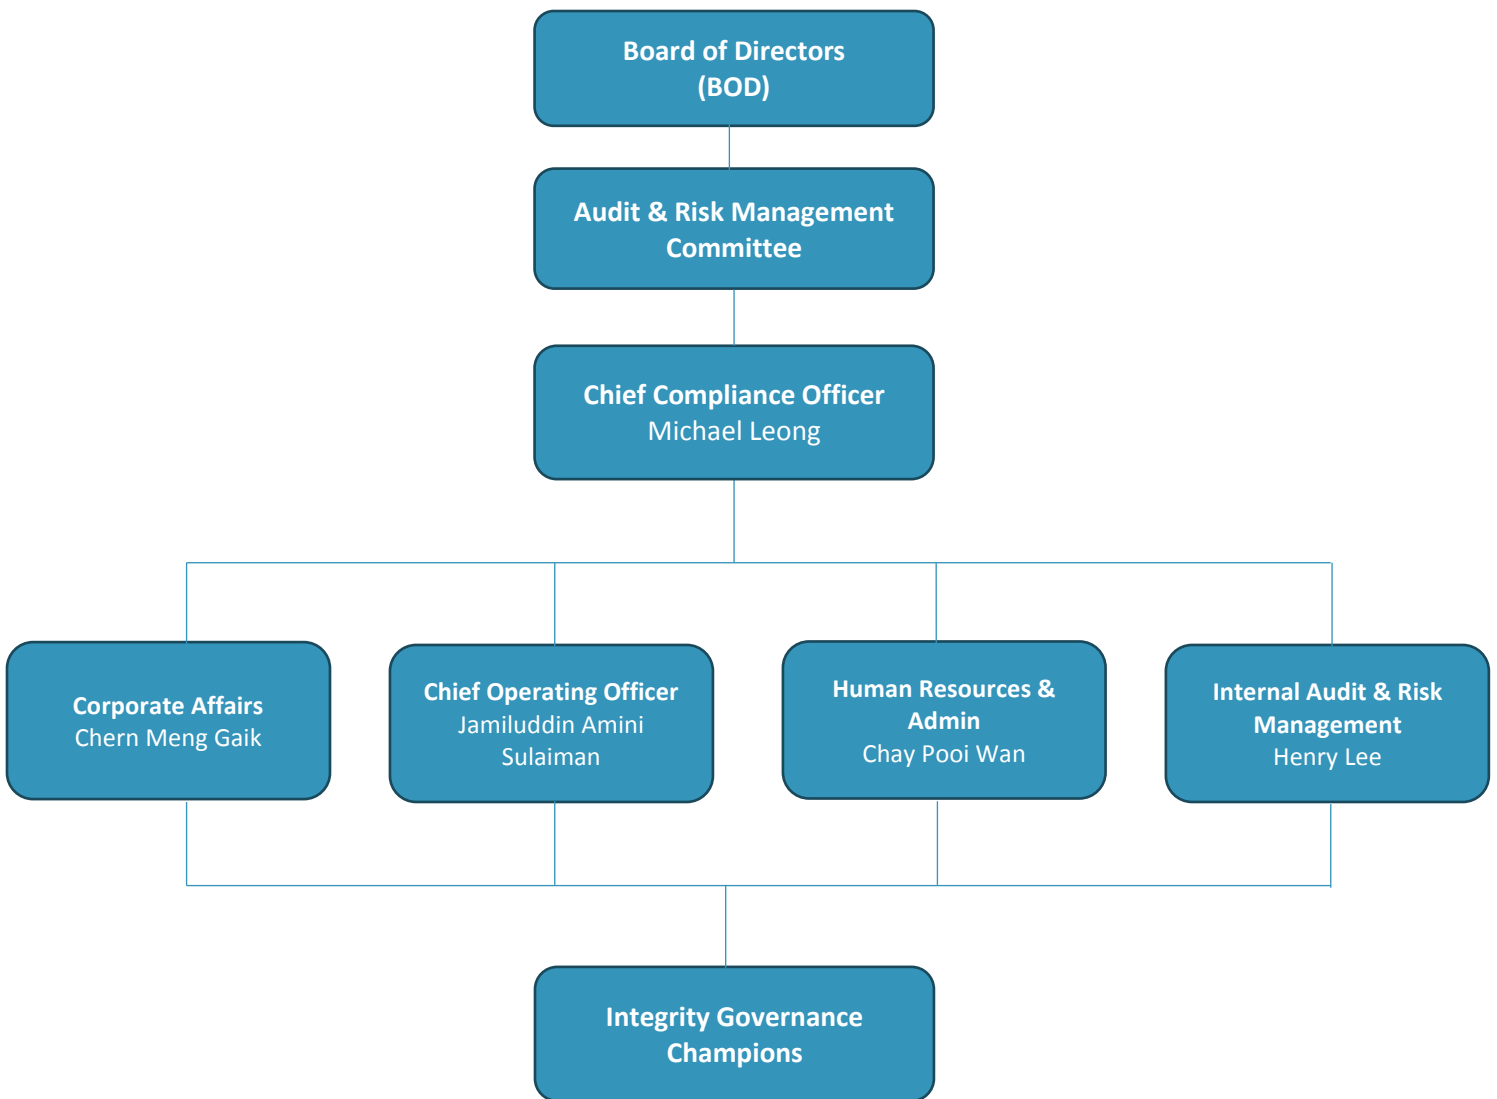 Board of Directors
(BOD)
Audit & Risk Management
Committee
Chief Compliance Officer
Michael Leong
Corporate Affairs
Chern Meng Gaik
Chief Operating Officer
Jamiluddin Amini
Sulaiman
Human Resources &
Admin
Chay Pooi Wan
Internal Audit & Risk
Management
Henry Lee
Integrity Governance
Champions